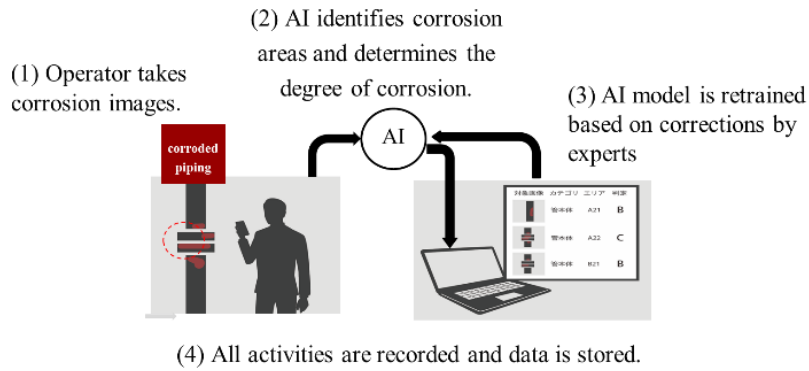 (2) AI identifies corrosion
areas and determines the
degree of corrosion.
(1) Operator takes
corrosion images.
(3) AI model is retrained
based on corrections by
experts
AI
corroded
piping
対象画像 カテゴリ エリア 判定
管本体 A21 B
管本体 A22 C
管本体 B21 B
(4) All activities are recorded and data is stored.